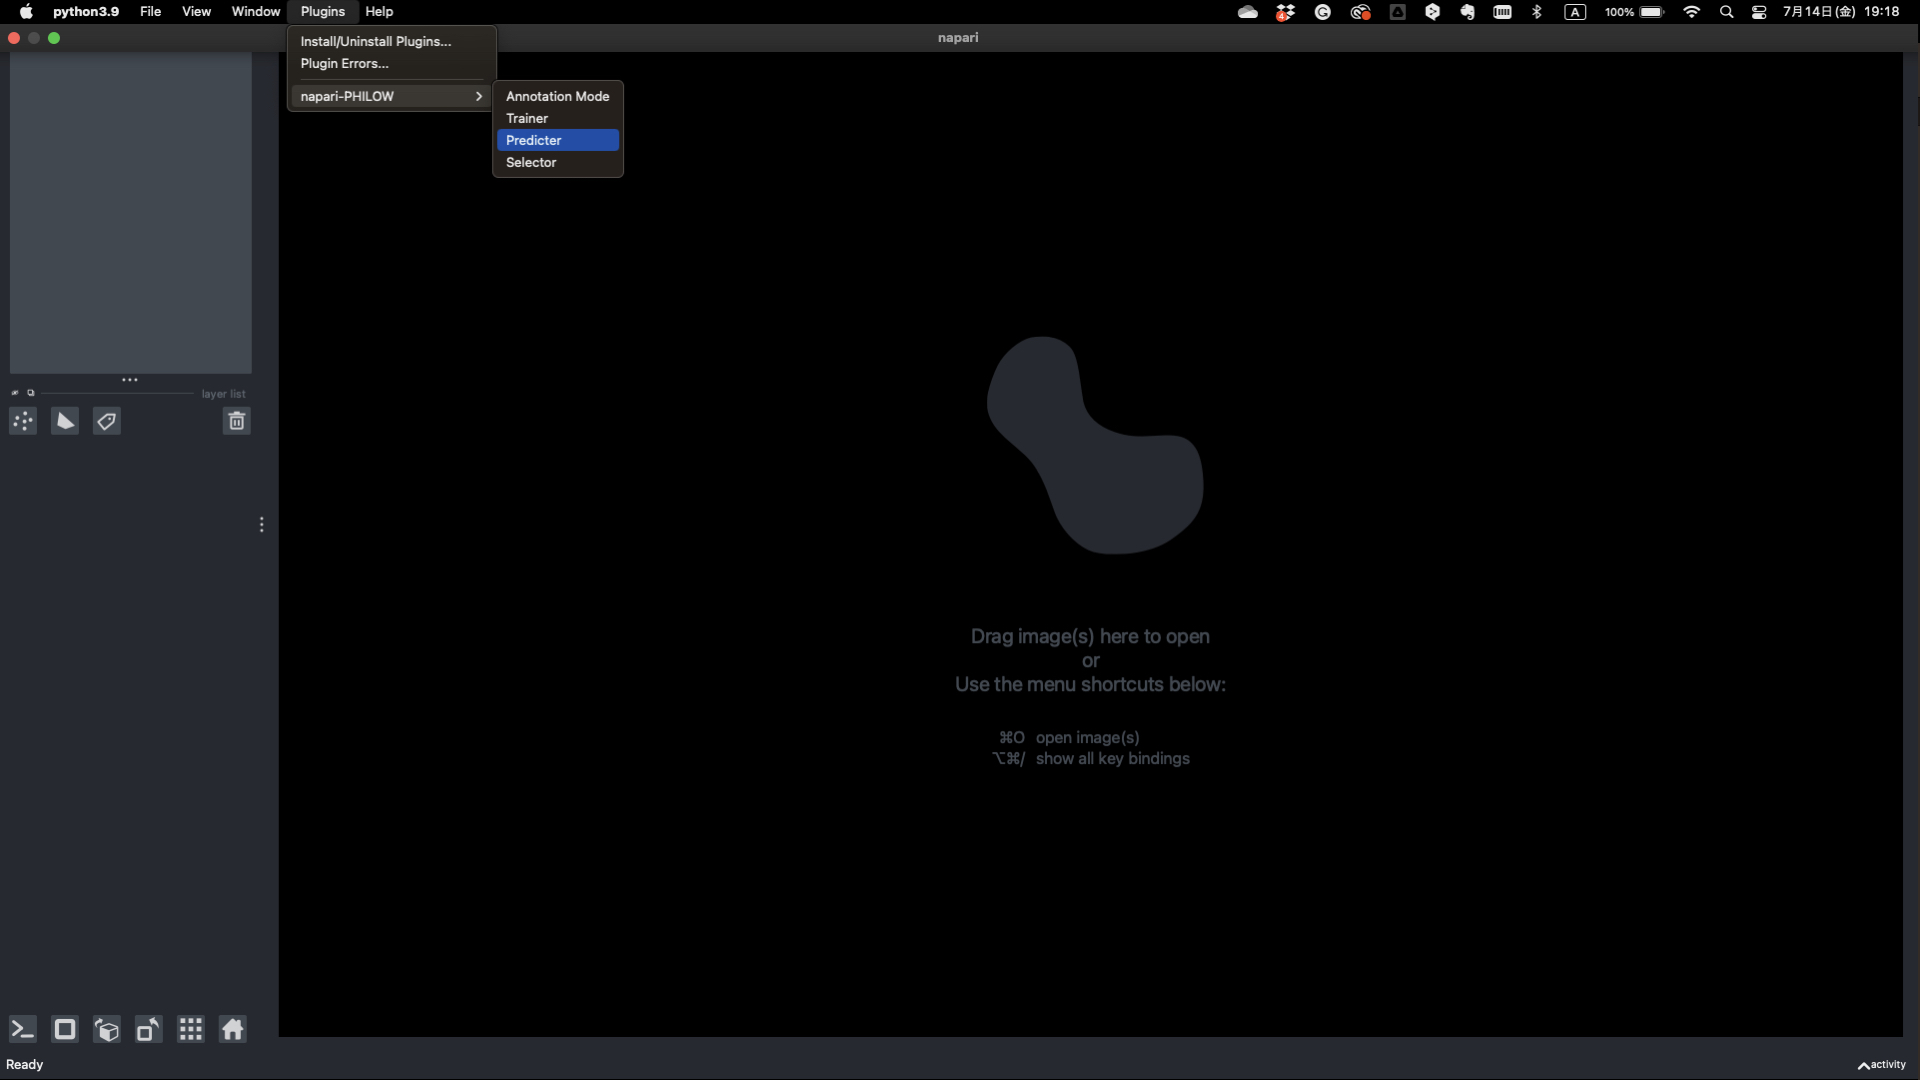 python3.9 File View Window Plugins Help
4 A 100% 7月14日(金) 19:18
napari
Install/Uninstall Plugins...
Plugin Errors...
napari-PHILOW
Annotation Mode
Trainer
Predicter
Selector
layer list
Drag image(s) here to open
or
Use the menu shortcuts below:
⌘O open image(s)
⌥⌘/ show all key bindings
Ready
activity